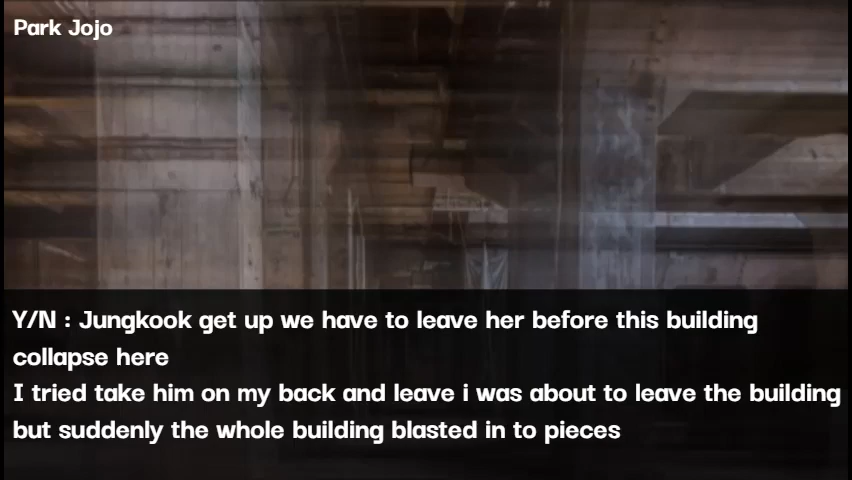 Park Jojo
Y/N : Jungkook get up we have to leave her before this building
collapse here
I tried take him on my back and leave i was about to leave the building
but suddenly the whole building blasted in to pieces